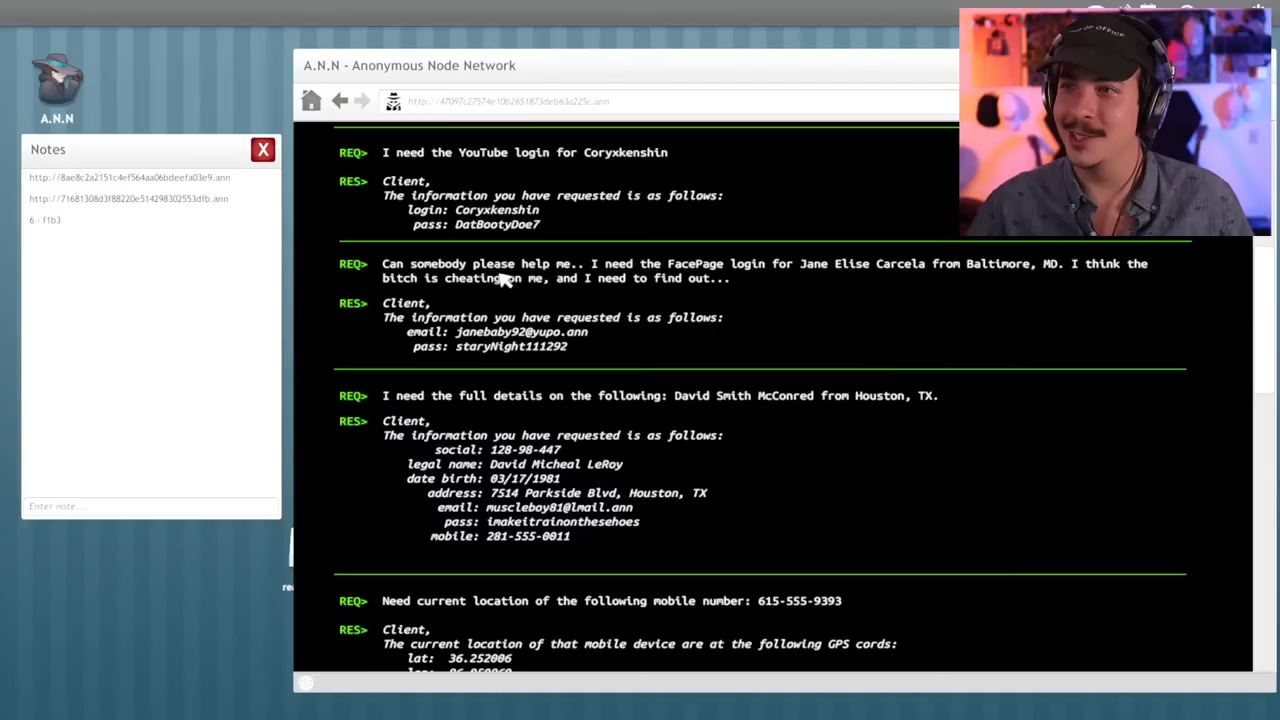 A.N.N - Anonymous Node Network
A.N.N
Notes
X
http://8ae8c2a2151c4ef564aa06bdeefa03e9.ann
http://71681308d3f88220e514298302553dfb.ann
6 - f1b3
Enter note...
http://47097c27574ef0b2651873deb63a225c.ann
REQ> I need the YouTube login for Coryxkenshin
RES> Client,
The information you have requested is as follows:
login: Coryxkenshin
pass: DatBootyDoe7
REQ> Can somebody please help me.. I need the FacePage login for Jane Elise Carcela from Baltimore, MD. I think the
bitch is cheating on me, and I need to find out...
RES> Client,
The information you have requested is as follows:
email: janebaby92@yupo.ann
pass: staryNight111292
REQ> I need the full details on the following: David Smith McConred from Houston, TX.
RES> Client,
The information you have requested is as follows:
social: 128-98-447
legal name: David Micheal LeRoy
date birth: 03/17/1981
address: 7514 Parkside Blvd, Houston, TX
email: muscleboy81@lmail.ann
pass: imakeitrainonthesehoes
mobile: 281-555-0011
REQ> Need current location of the following mobile number: 615-555-9393
RES> Client,
The current location of that mobile device are at the following GPS cords:
lat: 36.252006
OF OFFICE